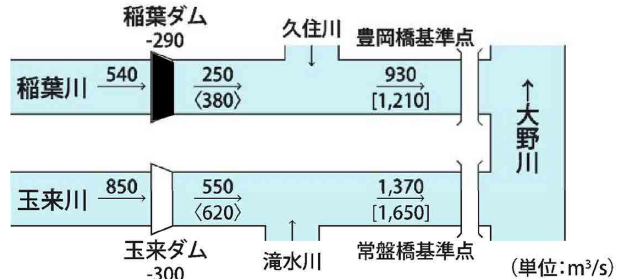 稲葉ダム
-290
久住川
↓
豊岡橋基準点
稲葉川
540
→
250
→
〈380〉
930
→
[1,210]
↑大野川
玉来川
850
→
550
→
〈620〉
1,370
→
[1,650]
玉来ダム
-300
↑
滝水川
常盤橋基準点
(単位:m³/s)